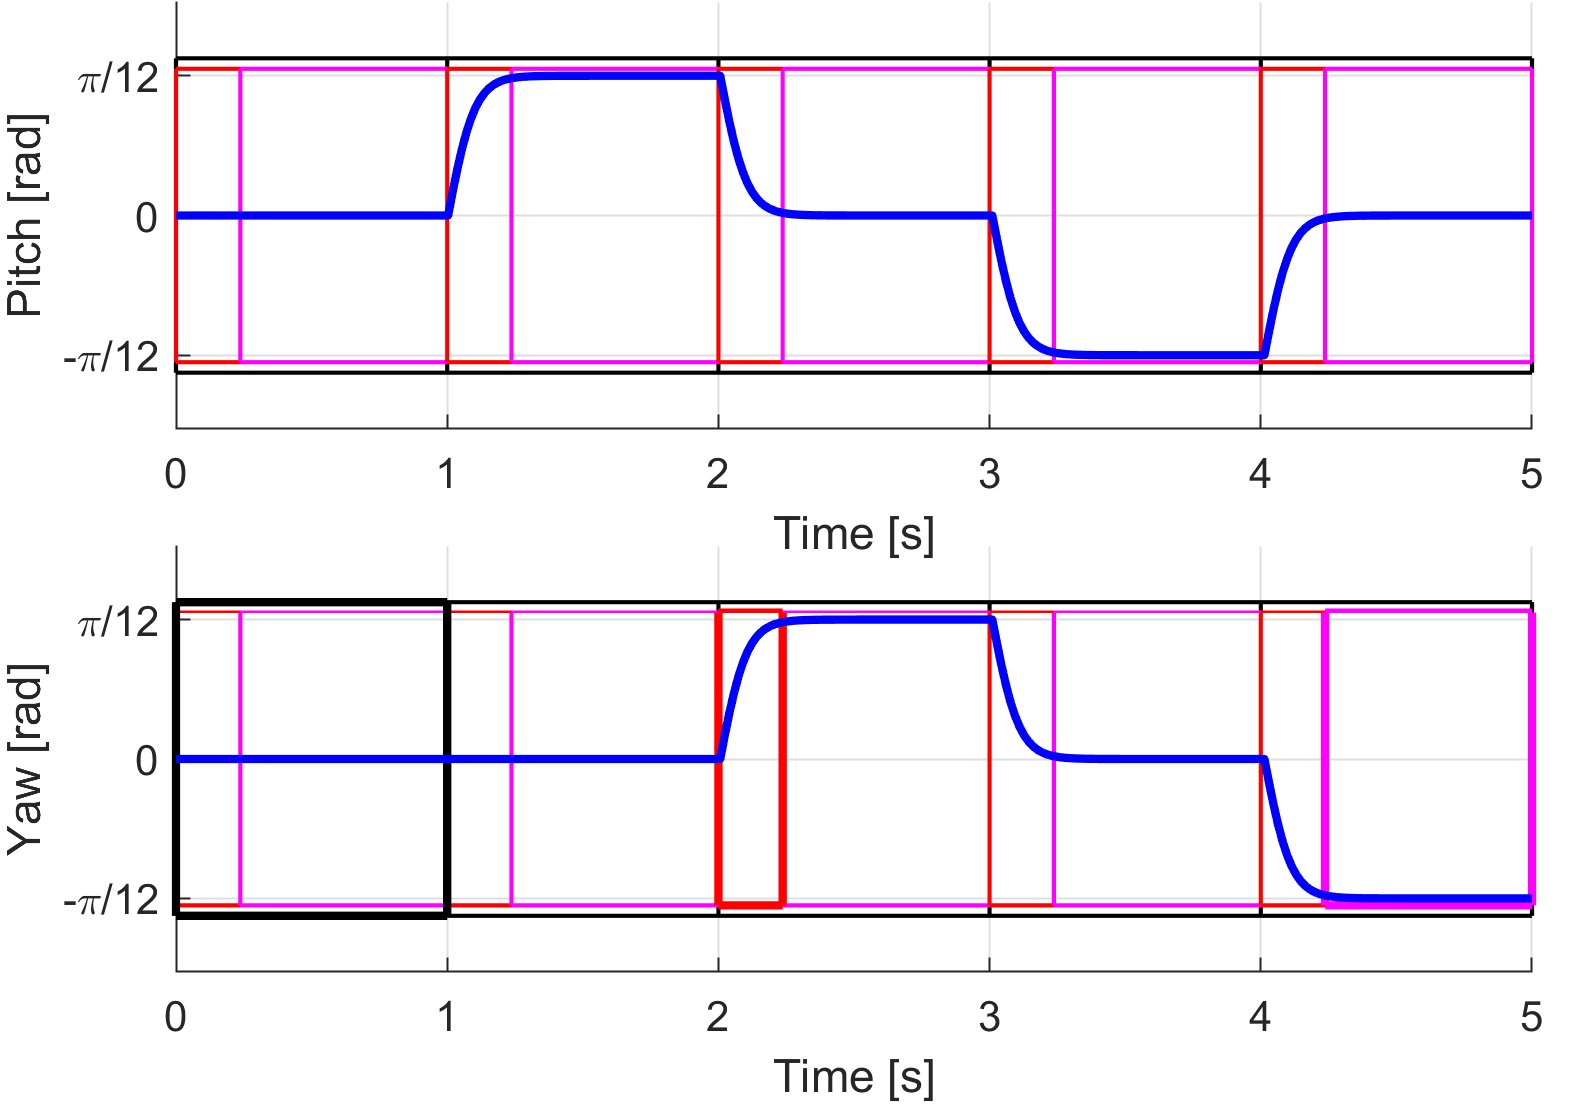 Pitch [rad]
π/12
0
-π/12
0 1 2 3 4 5
Time [s]
Yaw [rad]
π/12
0
-π/12
0 1 2 3 4 5
Time [s]